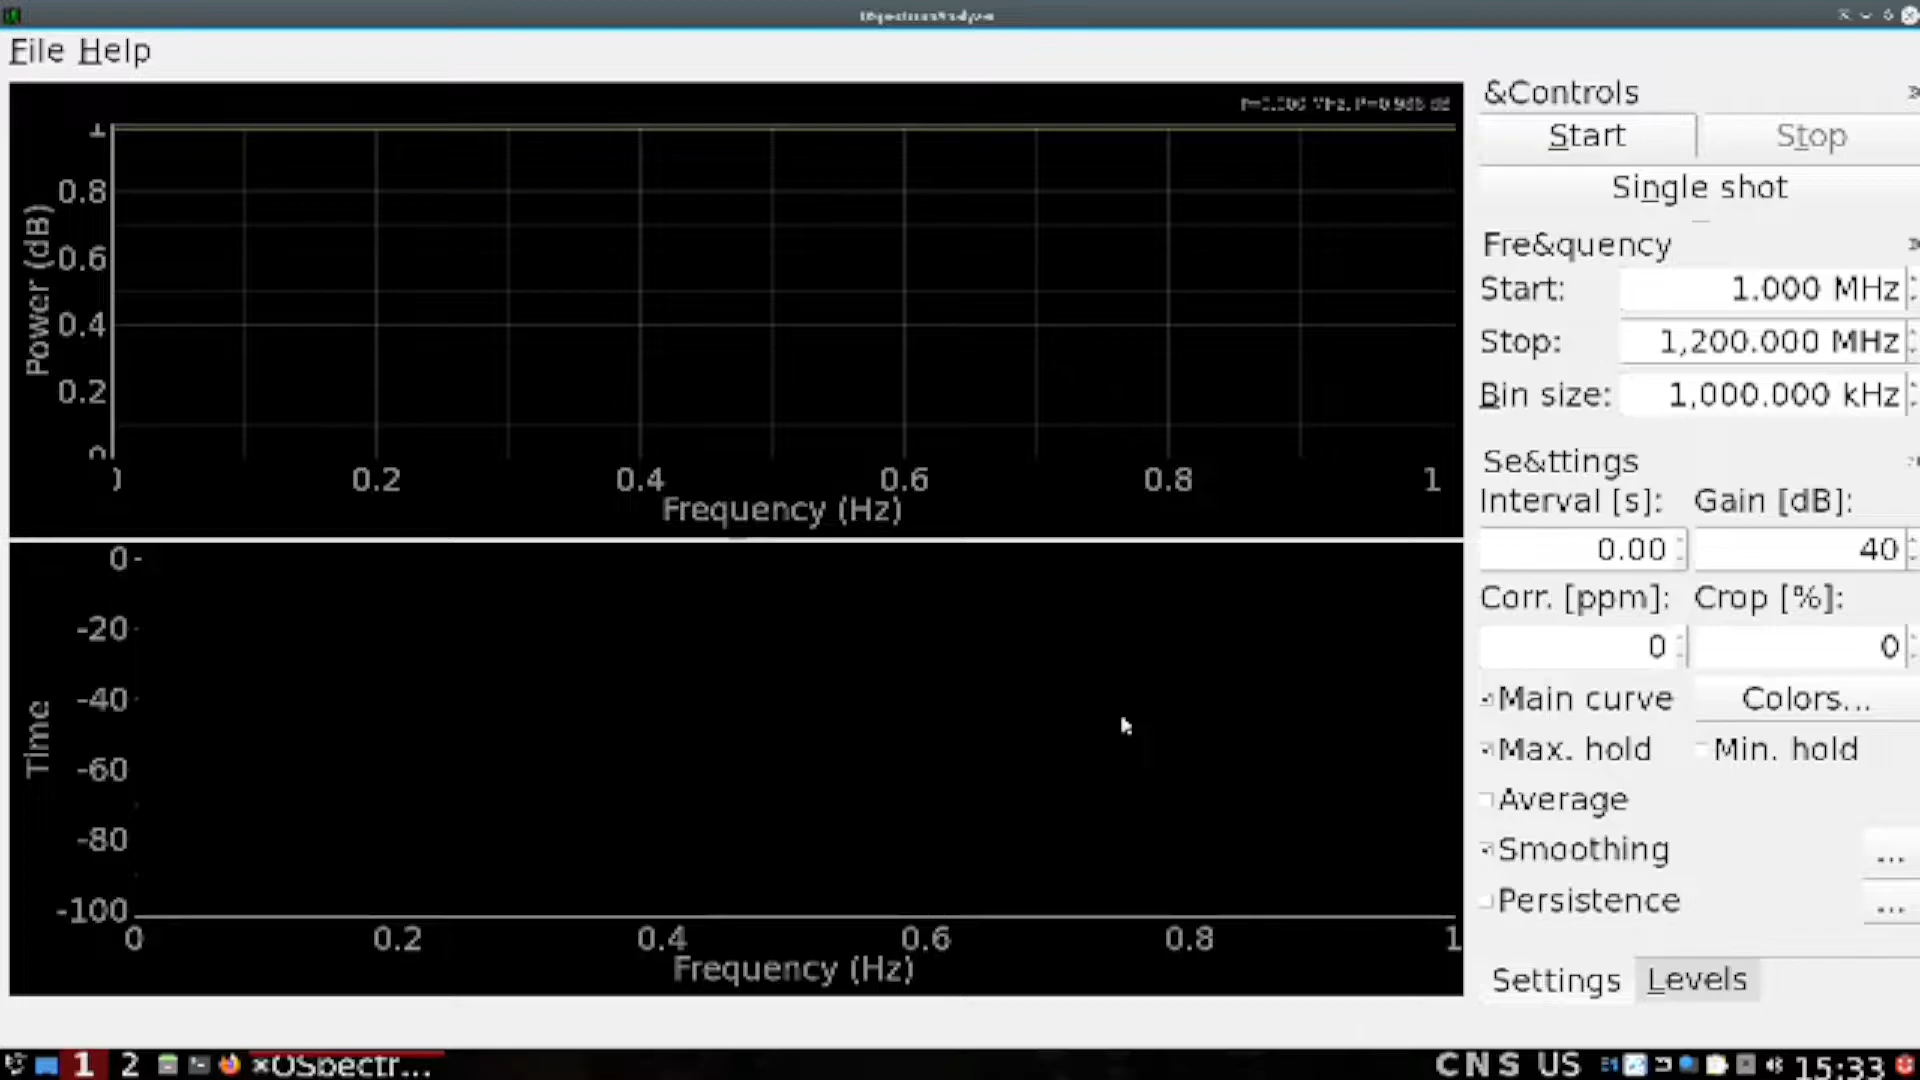 QSpectrumAnalyzer
File Help
&Controls
Start Stop
Single shot
Fre&quency
Start: 1.000 MHz
Stop: 1,200.000 MHz
Bin size: 1,000.000 kHz
Se&ttings
Interval [s]: Gain [dB]:
0.00 40
Corr. [ppm]: Crop [%]:
0 0
Main curve Colors...
Max. hold Min. hold
Average
Smoothing ...
Persistence ...
Settings Levels
Power (dB)
1
0.8
0.6
0.4
0.2
0
0.2 0.4 0.6 0.8 1
Frequency (Hz)
Time
0
-20
-40
-60
-80
-100
0 0.2 0.4 0.6 0.8 1
Frequency (Hz)
1 2 QSpectr... CNS US 15:33